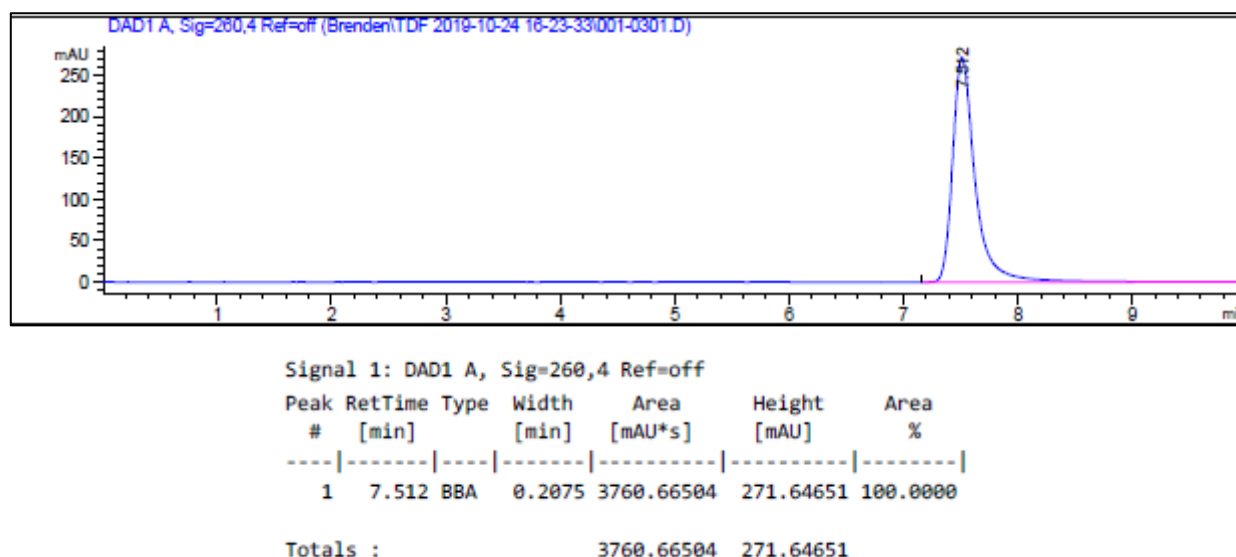 DAD1 A, Sig=260,4 Ref=off (Brenden\TDF 2019-10-24 16-23-33\001-0301.D)
mAU
250
200
150
100
50
0
7.512
1 2 3 4 5 6 7 8 9 mi
Signal 1: DAD1 A, Sig=260,4 Ref=off
Peak RetTime Type Width Area Height Area
# [min] [min] [mAU*s] [mAU] %
----|-------|----|-------|----------|----------|--------|
1 7.512 BBA 0.2075 3760.66504 271.64651 100.0000
Totals : 3760.66504 271.64651